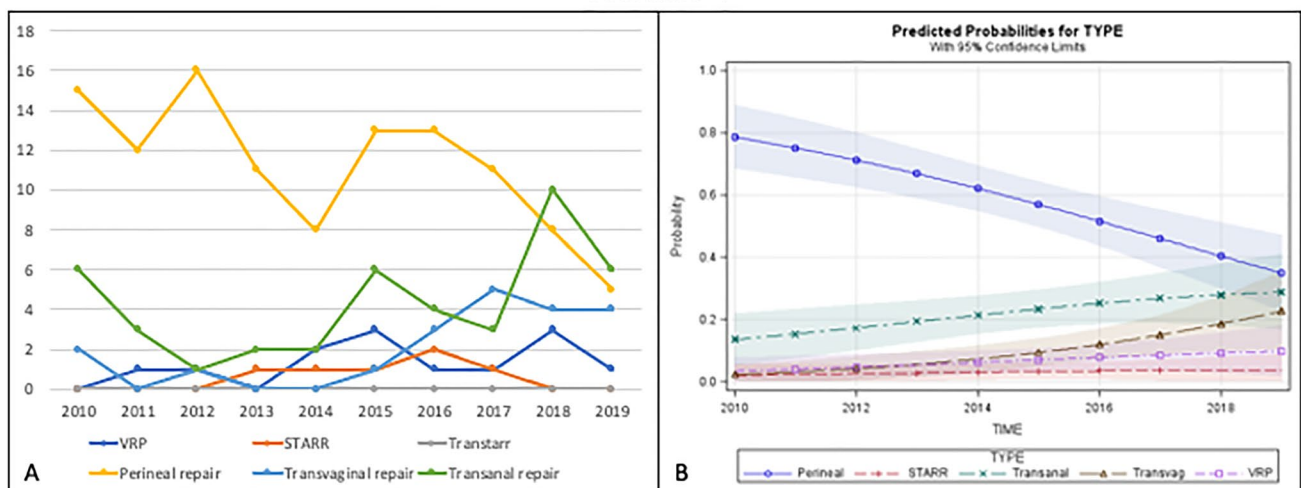 18
16
14
12
10
8
6
4
2
0
2010 2011 2012 2013 2014 2015 2016 2017 2018 2019
VRP STARR Transtarr
Perineal repair Transvaginal repair Transanal repair
A
Predicted Probabilities for TYPE
With 95% Confidence Limits
1.0
0.8
0.6
0.4
0.2
0.0
Probability
2010 2012 2014 2016 2018
TIME
TYPE
Perineal STARR Transanal Transvag VRP
B